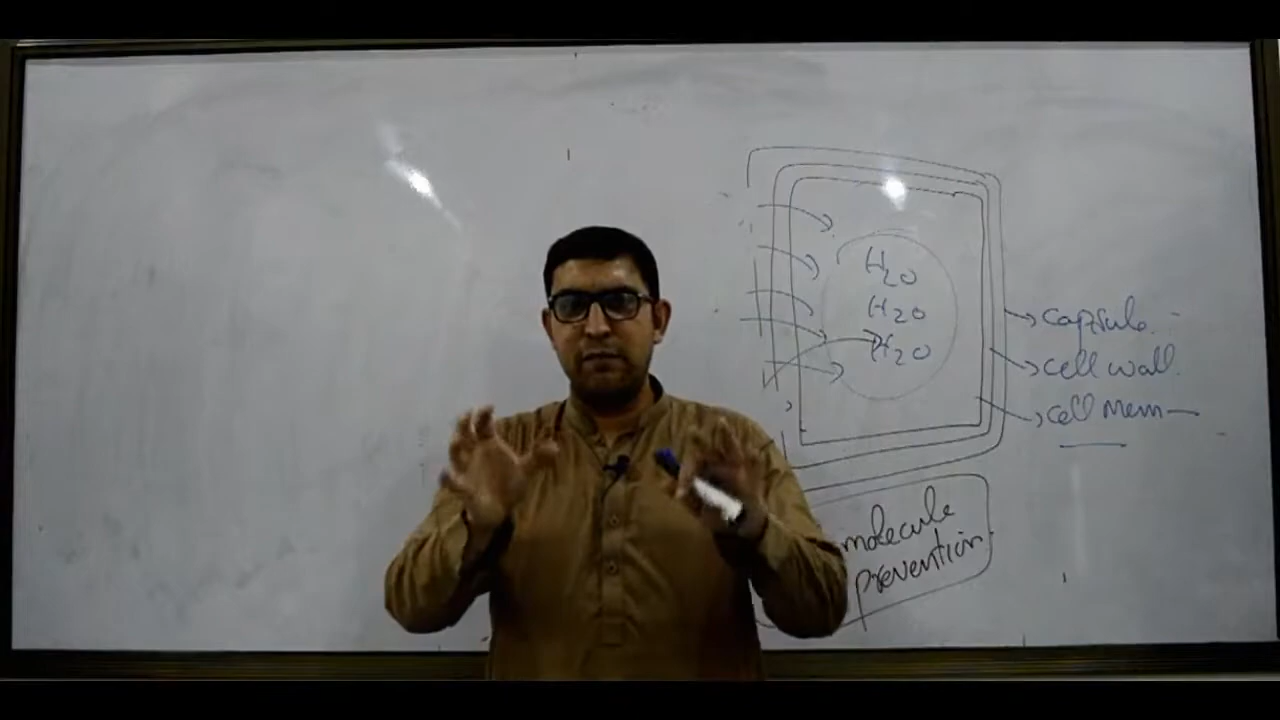 H2O
H2O
H2O
capsule.
cell wall.
cell Mem
molecule
prevention